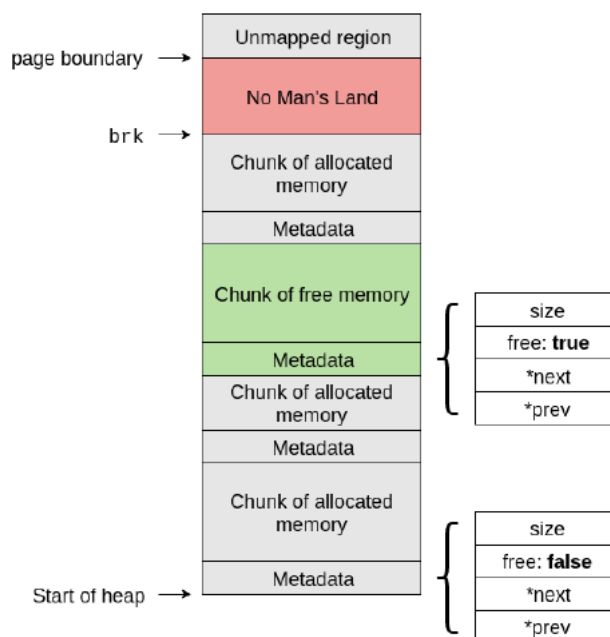 Unmapped region
page boundary
No Man's Land
brk
Chunk of allocated
memory
Metadata
Chunk of free memory
Metadata
size
free: true
*next
*prev
Chunk of allocated
memory
Metadata
Chunk of allocated
memory
Metadata
Start of heap
size
free: false
*next
*prev